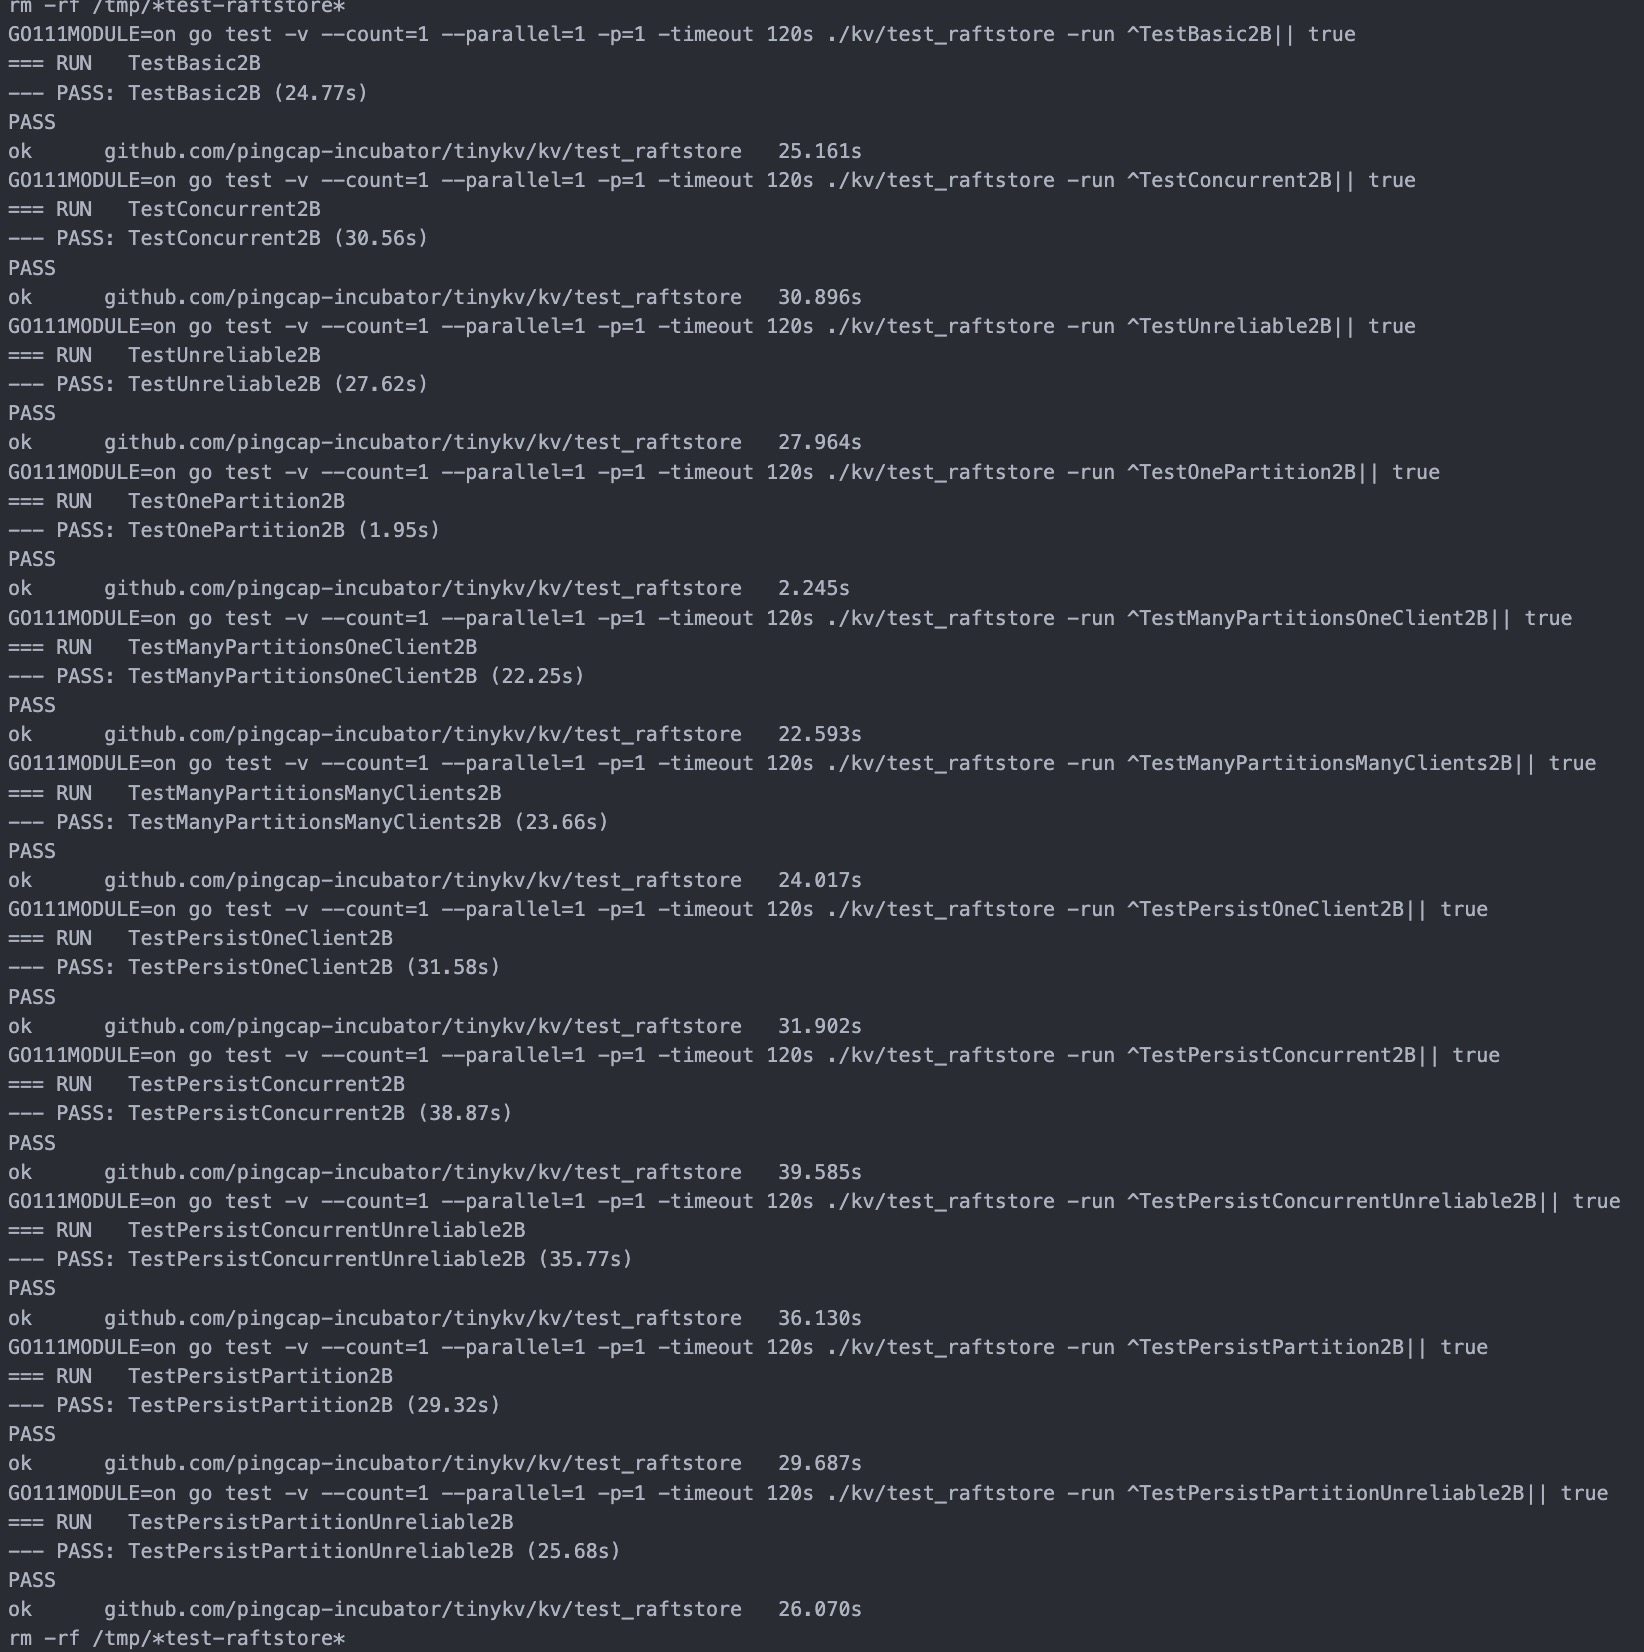 rm -rf /tmp/*test-raftstore*
GO111MODULE=on go test -v --count=1 --parallel=1 -p=1 -timeout 120s ./kv/test_raftstore -run ^TestBasic2B|| true
=== RUN   TestBasic2B
--- PASS: TestBasic2B (24.77s)
PASS
ok      github.com/pingcap-incubator/tinykv/kv/test_raftstore   25.161s
GO111MODULE=on go test -v --count=1 --parallel=1 -p=1 -timeout 120s ./kv/test_raftstore -run ^TestConcurrent2B|| true
=== RUN   TestConcurrent2B
--- PASS: TestConcurrent2B (30.56s)
PASS
ok      github.com/pingcap-incubator/tinykv/kv/test_raftstore   30.896s
GO111MODULE=on go test -v --count=1 --parallel=1 -p=1 -timeout 120s ./kv/test_raftstore -run ^TestUnreliable2B|| true
=== RUN   TestUnreliable2B
--- PASS: TestUnreliable2B (27.62s)
PASS
ok      github.com/pingcap-incubator/tinykv/kv/test_raftstore   27.964s
GO111MODULE=on go test -v --count=1 --parallel=1 -p=1 -timeout 120s ./kv/test_raftstore -run ^TestOnePartition2B|| true
=== RUN   TestOnePartition2B
--- PASS: TestOnePartition2B (1.95s)
PASS
ok      github.com/pingcap-incubator/tinykv/kv/test_raftstore   2.245s
GO111MODULE=on go test -v --count=1 --parallel=1 -p=1 -timeout 120s ./kv/test_raftstore -run ^TestManyPartitionsOneClient2B|| true
=== RUN   TestManyPartitionsOneClient2B
--- PASS: TestManyPartitionsOneClient2B (22.25s)
PASS
ok      github.com/pingcap-incubator/tinykv/kv/test_raftstore   22.593s
GO111MODULE=on go test -v --count=1 --parallel=1 -p=1 -timeout 120s ./kv/test_raftstore -run ^TestManyPartitionsManyClients2B|| true
=== RUN   TestManyPartitionsManyClients2B
--- PASS: TestManyPartitionsManyClients2B (23.66s)
PASS
ok      github.com/pingcap-incubator/tinykv/kv/test_raftstore   24.017s
GO111MODULE=on go test -v --count=1 --parallel=1 -p=1 -timeout 120s ./kv/test_raftstore -run ^TestPersistOneClient2B|| true
=== RUN   TestPersistOneClient2B
--- PASS: TestPersistOneClient2B (31.58s)
PASS
ok      github.com/pingcap-incubator/tinykv/kv/test_raftstore   31.902s
GO111MODULE=on go test -v --count=1 --parallel=1 -p=1 -timeout 120s ./kv/test_raftstore -run ^TestPersistConcurrent2B|| true
=== RUN   TestPersistConcurrent2B
--- PASS: TestPersistConcurrent2B (38.87s)
PASS
ok      github.com/pingcap-incubator/tinykv/kv/test_raftstore   39.585s
GO111MODULE=on go test -v --count=1 --parallel=1 -p=1 -timeout 120s ./kv/test_raftstore -run ^TestPersistConcurrentUnreliable2B|| true
=== RUN   TestPersistConcurrentUnreliable2B
--- PASS: TestPersistConcurrentUnreliable2B (35.77s)
PASS
ok      github.com/pingcap-incubator/tinykv/kv/test_raftstore   36.130s
GO111MODULE=on go test -v --count=1 --parallel=1 -p=1 -timeout 120s ./kv/test_raftstore -run ^TestPersistPartition2B|| true
=== RUN   TestPersistPartition2B
--- PASS: TestPersistPartition2B (29.32s)
PASS
ok      github.com/pingcap-incubator/tinykv/kv/test_raftstore   29.687s
GO111MODULE=on go test -v --count=1 --parallel=1 -p=1 -timeout 120s ./kv/test_raftstore -run ^TestPersistPartitionUnreliable2B|| true
=== RUN   TestPersistPartitionUnreliable2B
--- PASS: TestPersistPartitionUnreliable2B (25.68s)
PASS
ok      github.com/pingcap-incubator/tinykv/kv/test_raftstore   26.070s
rm -rf /tmp/*test-raftstore*